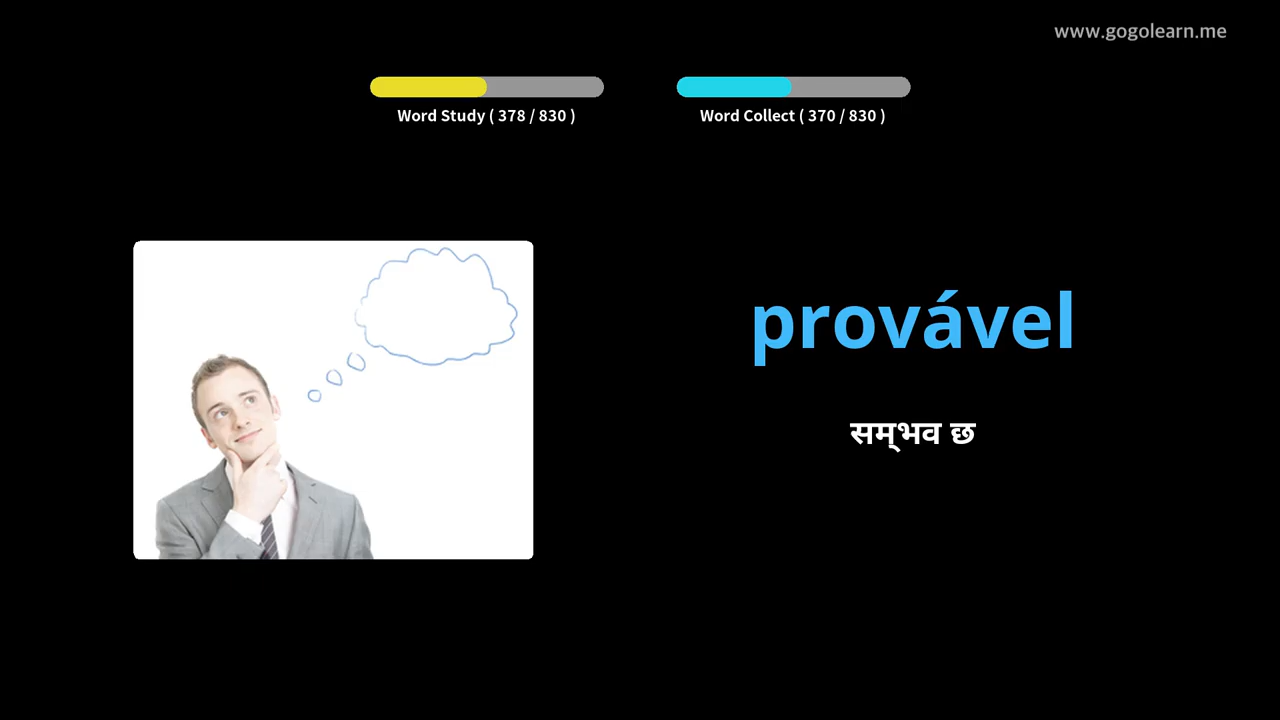 www.gogolearn.me
Word Study ( 378 / 830 )
Word Collect ( 370 / 830 )
provável
सम्‌भव छ